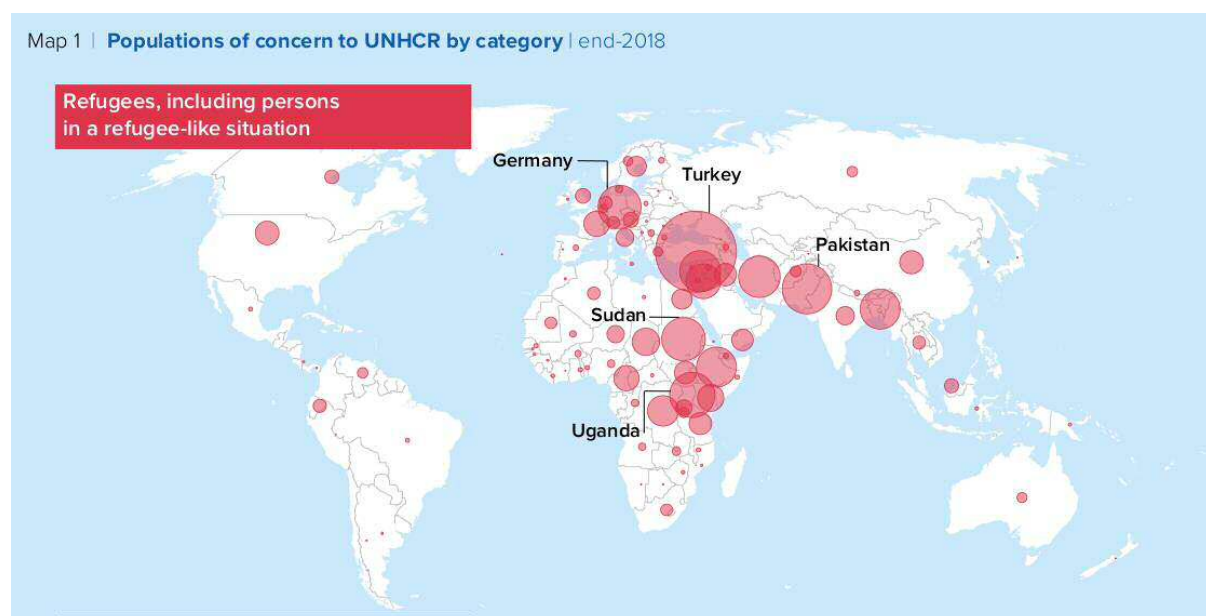 Map 1 | Populations of concern to UNHCR by category | end-2018
Refugees, including persons
in a refugee-like situation
Germany
Turkey
Pakistan
Sudan
Uganda